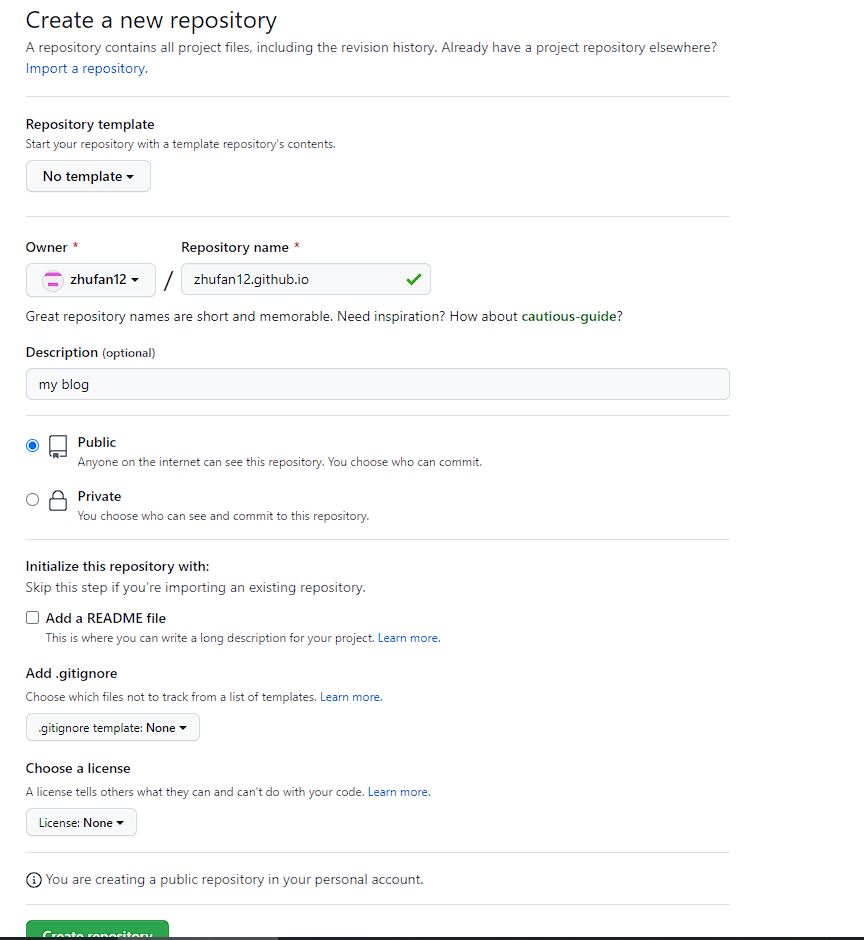 Create a new repository
A repository contains all project files, including the revision history. Already have a project repository elsewhere?
Import a repository.
Repository template
Start your repository with a template repository's contents.
No template
Owner *
Repository name *
zhufan12
/
zhufan12.github.io
Great repository names are short and memorable. Need inspiration? How about cautious-guide?
Description (optional)
my blog
Public
Anyone on the internet can see this repository. You choose who can commit.
Private
You choose who can see and commit to this repository.
Initialize this repository with:
Skip this step if you're importing an existing repository.
Add a README file
This is where you can write a long description for your project. Learn more.
Add .gitignore
Choose which files not to track from a list of templates. Learn more.
.gitignore template: None
Choose a license
A license tells others what they can and can't do with your code. Learn more.
License: None
You are creating a public repository in your personal account.
Create repository